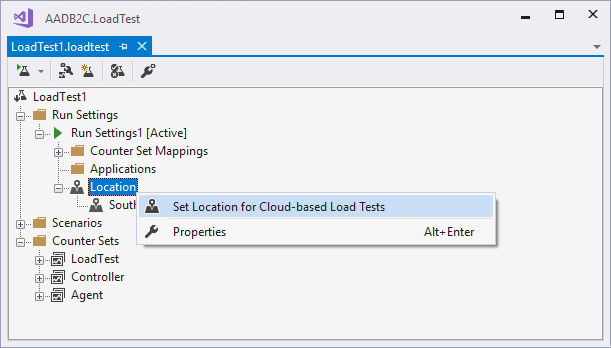 AADB2C.LoadTest
LoadTest1.loadtest
LoadTest1
Run Settings
Run Settings1 [Active]
Counter Set Mappings
Applications
Location
South
Set Location for Cloud-based Load Tests
Properties Alt+Enter
Scenarios
Counter Sets
LoadTest
Controller
Agent